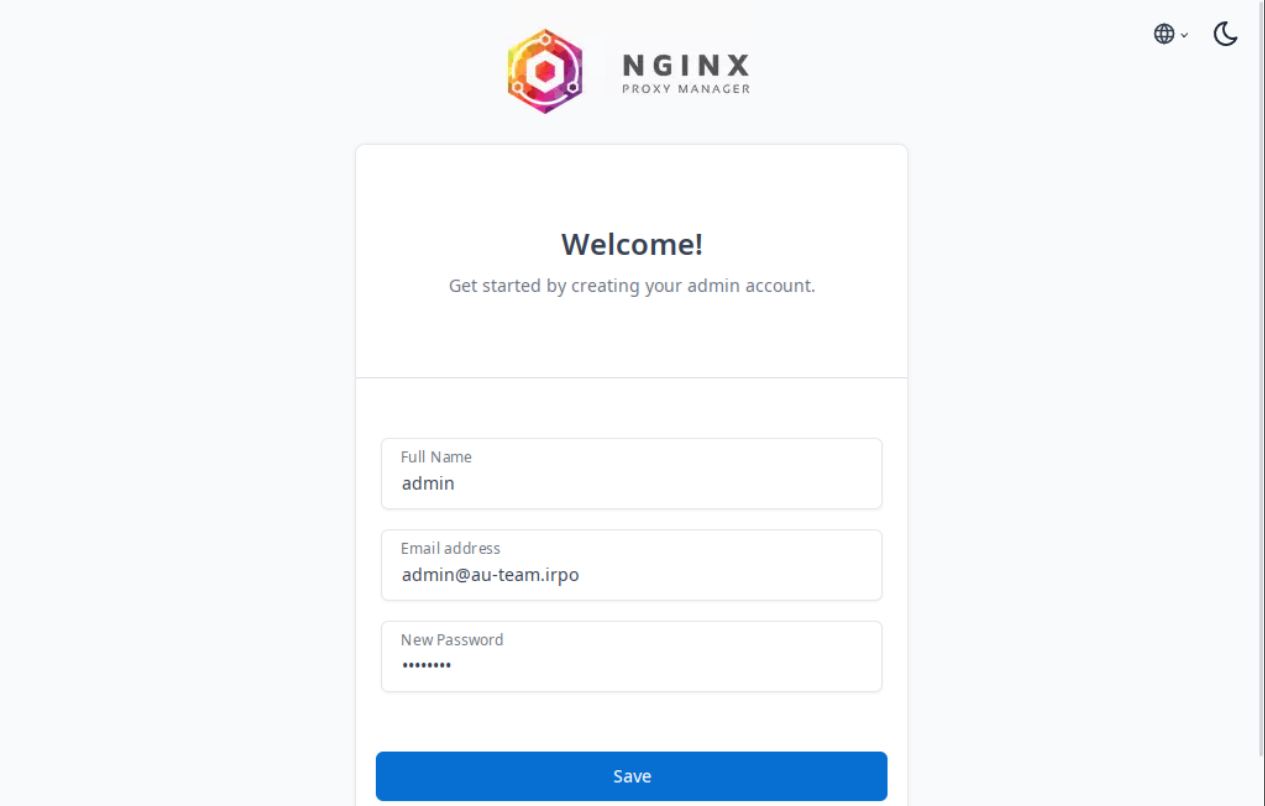 NGINX
PROXY MANAGER
Welcome!
Get started by creating your admin account.
Full Name
admin
Email address
admin@au-team.irpo
New Password
••••••••
Save